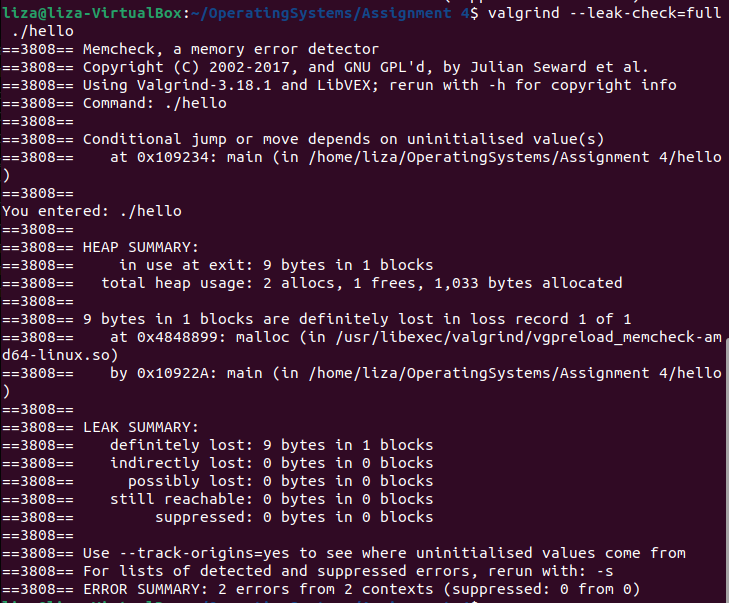 liza@liza-VirtualBox:~/OperatingSystems/Assignment 4$ valgrind --leak-check=full
 ./hello
==3808== Memcheck, a memory error detector
==3808== Copyright (C) 2002-2017, and GNU GPL'd, by Julian Seward et al.
==3808== Using Valgrind-3.18.1 and LibVEX; rerun with -h for copyright info
==3808== Command: ./hello
==3808==
==3808== Conditional jump or move depends on uninitialised value(s)
==3808==    at 0x109234: main (in /home/liza/OperatingSystems/Assignment 4/hello
)
==3808==
You entered: ./hello
==3808==
==3808== HEAP SUMMARY:
==3808==     in use at exit: 9 bytes in 1 blocks
==3808==   total heap usage: 2 allocs, 1 frees, 1,033 bytes allocated
==3808==
==3808== 9 bytes in 1 blocks are definitely lost in loss record 1 of 1
==3808==    at 0x4848899: malloc (in /usr/libexec/valgrind/vgpreload_memcheck-am
d64-linux.so)
==3808==    by 0x10922A: main (in /home/liza/OperatingSystems/Assignment 4/hello
)
==3808==
==3808== LEAK SUMMARY:
==3808==    definitely lost: 9 bytes in 1 blocks
==3808==    indirectly lost: 0 bytes in 0 blocks
==3808==      possibly lost: 0 bytes in 0 blocks
==3808==    still reachable: 0 bytes in 0 blocks
==3808==         suppressed: 0 bytes in 0 blocks
==3808==
==3808== Use --track-origins=yes to see where uninitialised values come from
==3808== For lists of detected and suppressed errors, rerun with: -s
==3808== ERROR SUMMARY: 2 errors from 2 contexts (suppressed: 0 from 0)